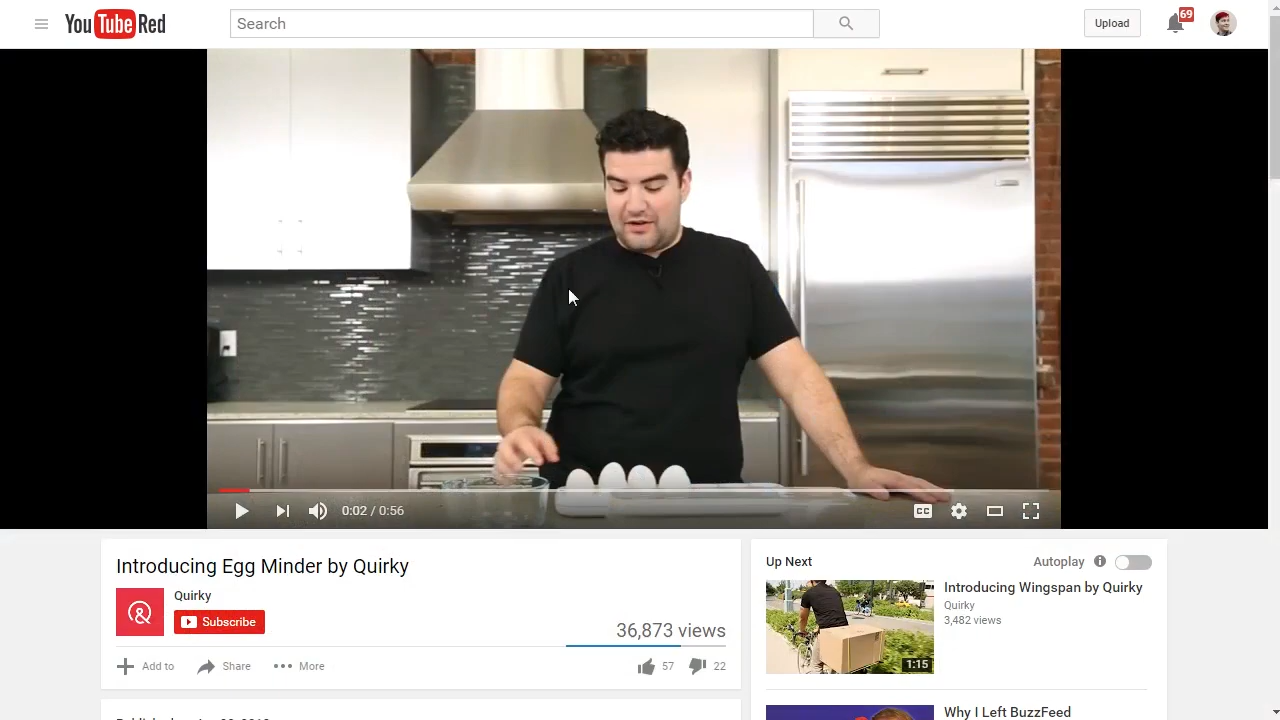 YouTube Red
Search
Upload
69
0:02 / 0:56
CC
Introducing Egg Minder by Quirky
Quirky
Subscribe
36,873 views
Add to
Share
More
57
22
Up Next
Autoplay
Introducing Wingspan by Quirky
Quirky
3,482 views
1:15
Why I Left BuzzFeed